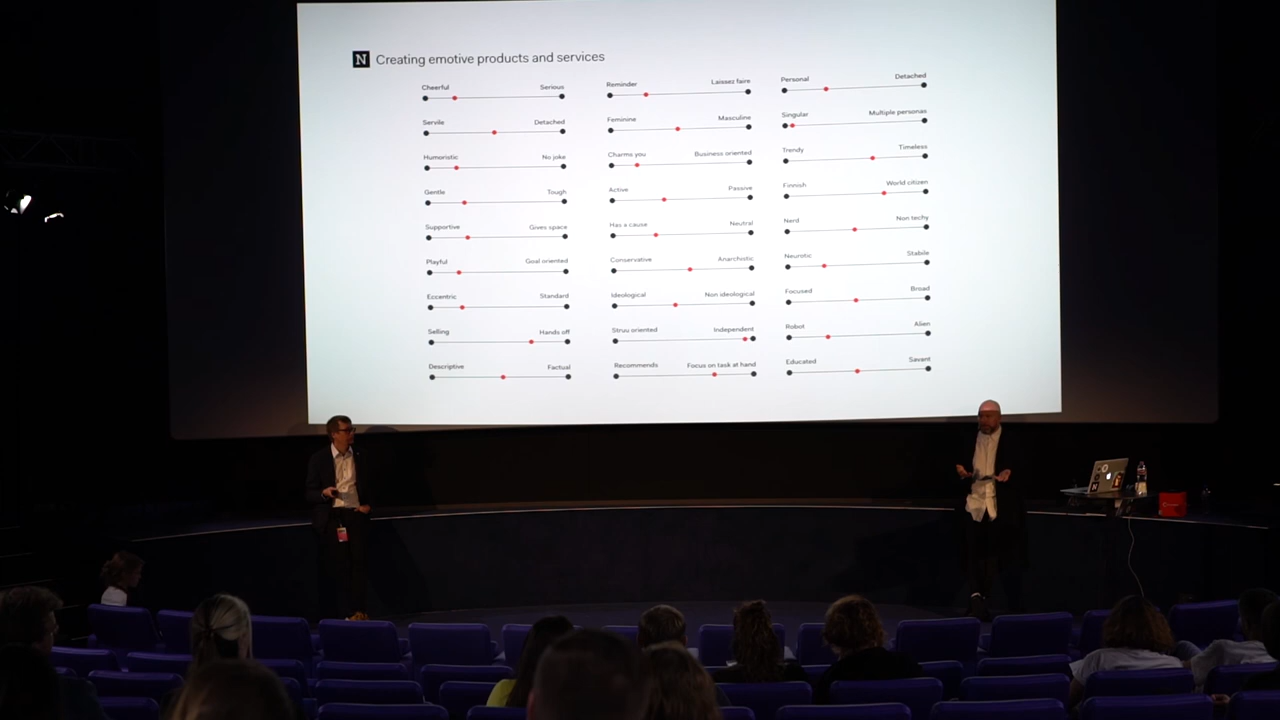 N Creating emotive products and services
Cheerful Serious
Servile Detached
Humoristic No joke
Gentle Tough
Supportive Gives space
Playful Goal oriented
Eccentric Standard
Selling Hands off
Descriptive Factual
Reminder Laissez faire
Feminine Masculine
Charms you Business oriented
Active Passive
Has a cause Neutral
Conservative Anarchistic
Ideological Non ideological
Struu oriented Independent
Recommends Focus on task at hand
Personal Detached
Singular Multiple personas
Trendy Timeless
Finnish World citizen
Nerd Non techy
Neurotic Stabile
Focused Broad
Robot Alien
Educated Savant